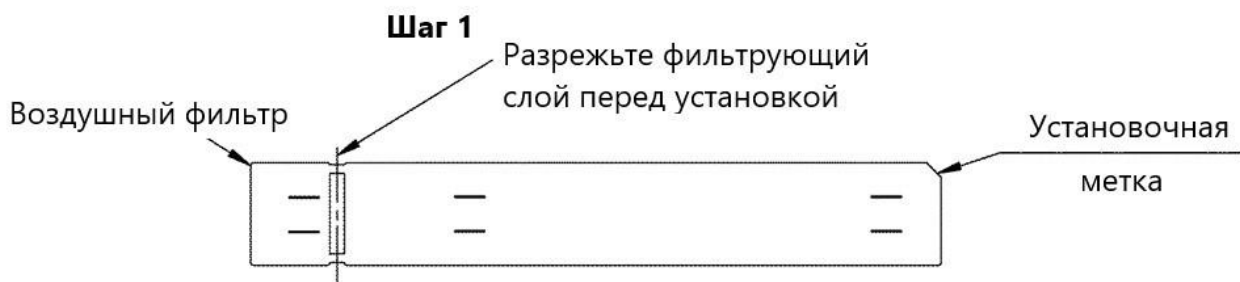 Шаг 1
Разрежьте фильтрующий
слой перед установкой
Воздушный фильтр
Установочная
метка